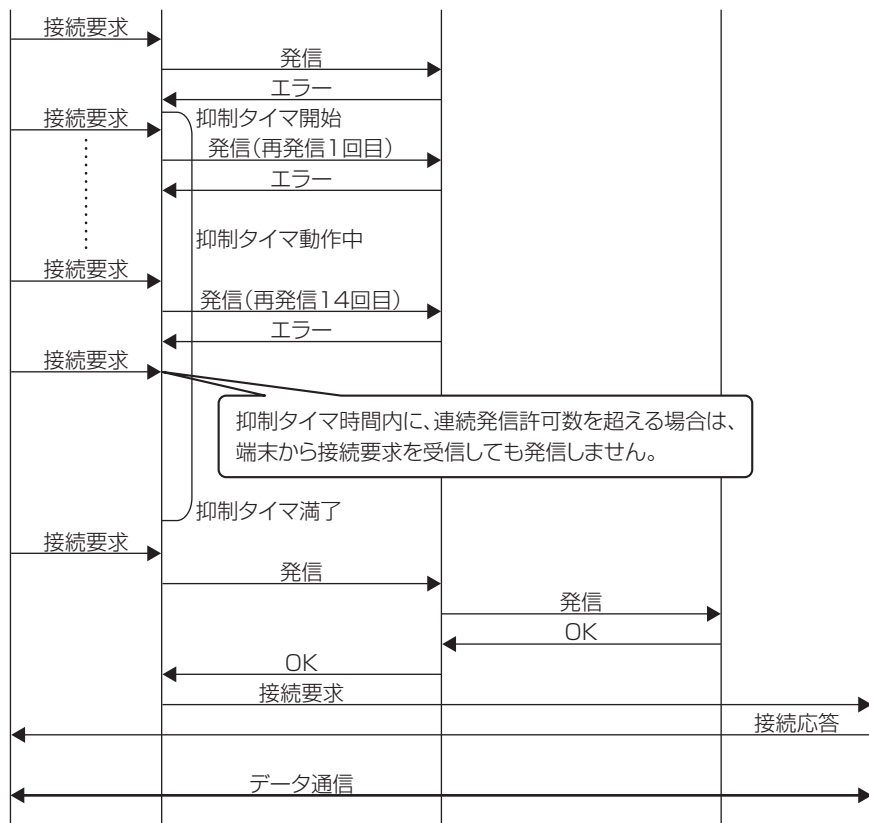 接続要求
発信
エラー
接続要求
抑制タイマ開始
発信(再発信1回目)
エラー
抑制タイマ動作中
接続要求
発信(再発信14回目)
エラー
接続要求
抑制タイマ時間内に、連続発信許可数を超える場合は、
端末から接続要求を受信しても発信しません。
抑制タイマ満了
接続要求
発信
発信
OK
OK
接続要求
接続応答
データ通信